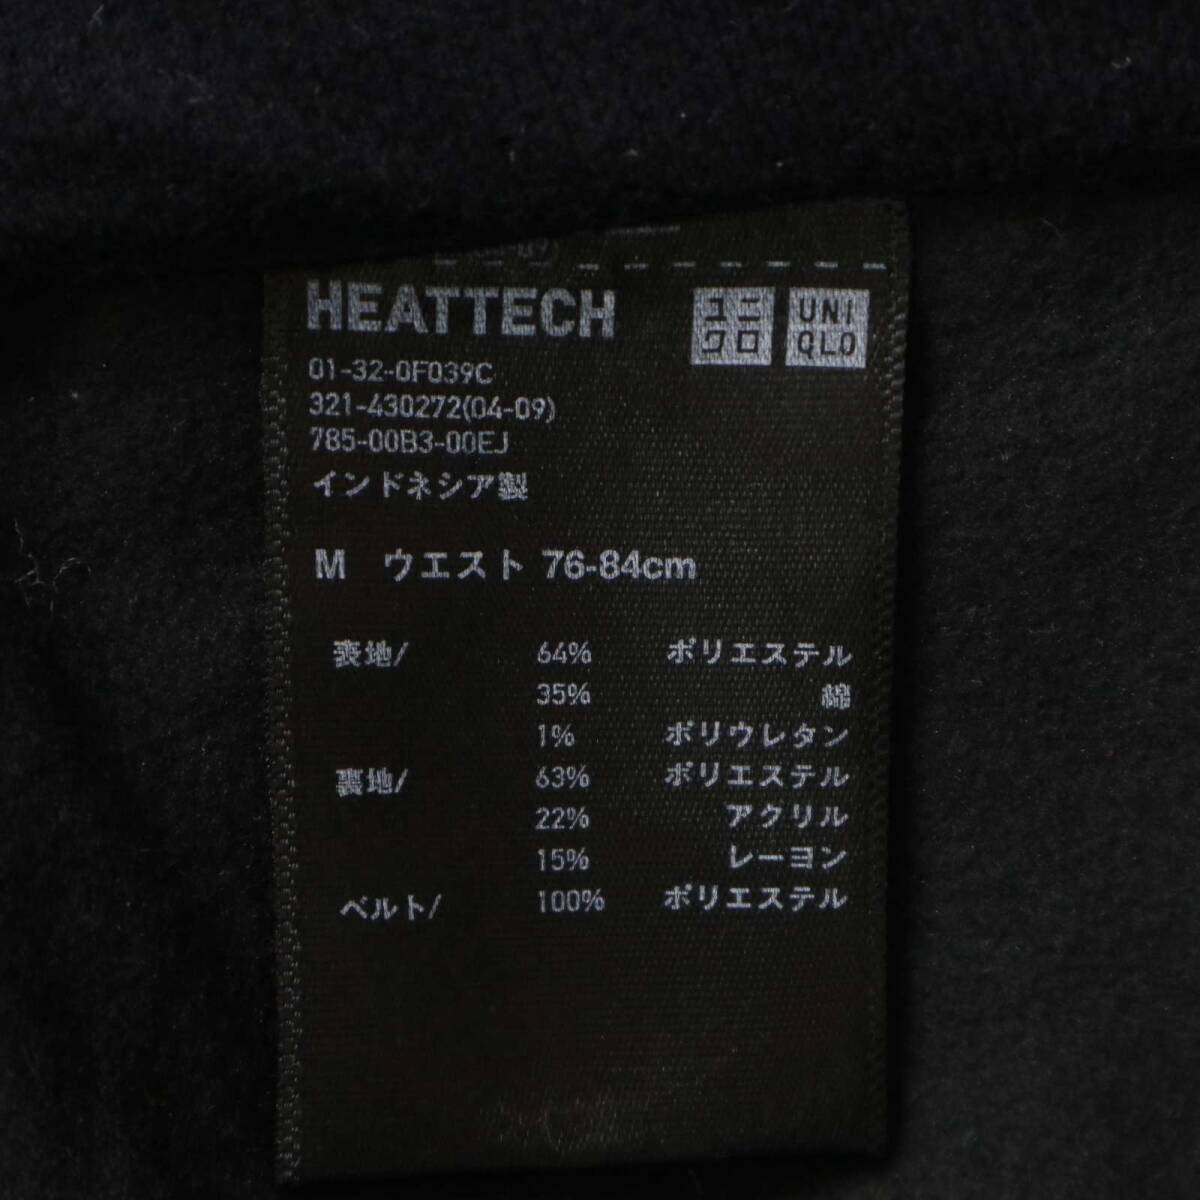 HEATTECH
ユニクロ
UNIQLO
01-32-0F039C
321-430272(04-09)
785-00B3-00EJ
インドネシア製
M ウエスト 76-84cm
表地/ 64% ポリエステル
35% 綿
1% ポリウレタン
裏地/ 63% ポリエステル
22% アクリル
15% レーヨン
ベルト/ 100% ポリエステル